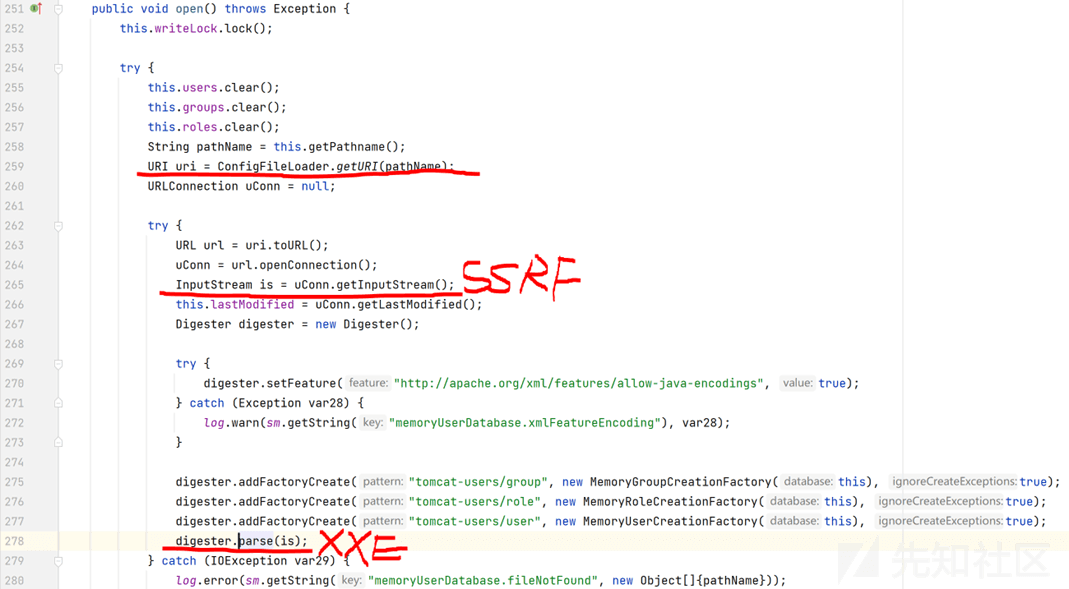 251 public void open() throws Exception {
252 this.writeLock.lock();
253
254 try {
255 this.users.clear();
256 this.groups.clear();
257 this.roles.clear();
258 String pathName = this.getPathname();
259 URI uri = ConfigFileLoader.getURI(pathName);
260 URLConnection uConn = null;
261
262 try {
263 URL url = uri.toURL();
264 uConn = url.openConnection();
265 InputStream is = uConn.getInputStream(); SSRF
266 this.lastModified = uConn.getLastModified();
267 Digester digester = new Digester();
268
269 try {
270 digester.setFeature( feature: "http://apache.org/xml/features/allow-java-encodings", value: true);
271 } catch (Exception var28) {
272 log.warn(sm.getString( key: "memoryUserDatabase.xmlFeatureEncoding"), var28);
273 }
274
275 digester.addFactoryCreate( pattern: "tomcat-users/group", new MemoryGroupCreationFactory( database: this), ignoreCreateExceptions: true);
276 digester.addFactoryCreate( pattern: "tomcat-users/role", new MemoryRoleCreationFactory( database: this), ignoreCreateExceptions: true);
277 digester.addFactoryCreate( pattern: "tomcat-users/user", new MemoryUserCreationFactory( database: this), ignoreCreateExceptions: true);
278 digester.parse(is); XXE
279 } catch (IOException var29) {
280 log.error(sm.getString( key: "memoryUserDatabase.fileNotFound", new Object[]{pathName}));
先知社区